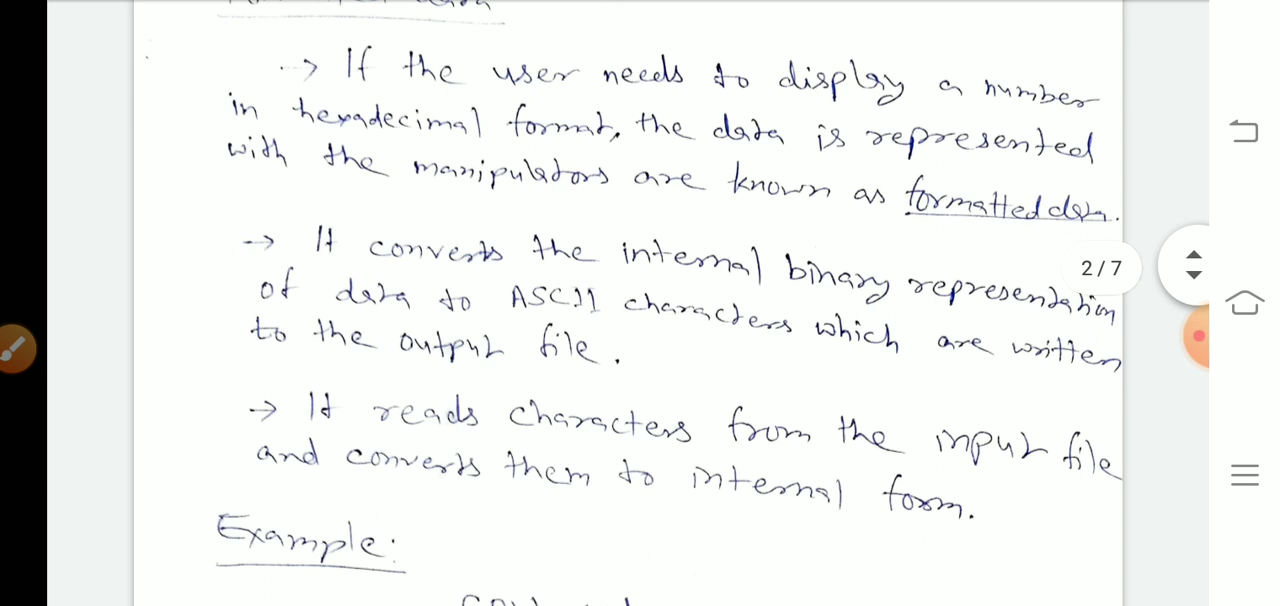 -> If the user needs to display a number
in hexadecimal format, the data is represented
with the manipulators are known as formatted data.
-> It converts the internal binary representation
of data to ASCII characters which are written
to the output file.
2/7
-> It reads characters from the input file
and converts them to internal form.
Example: